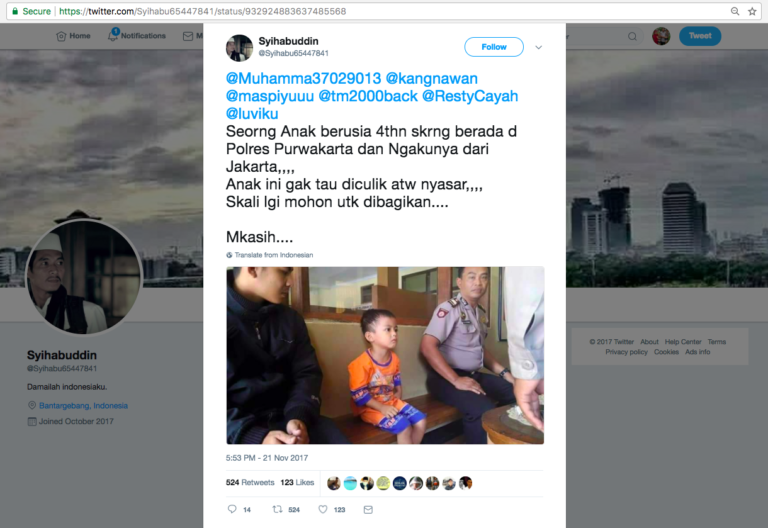 Secure
https://twitter.com/Syihabu65447841/status/932924883637485568
Home
1
Notifications
M
Tweet
Syihabuddin
@Syihabu65447841
Follow
@Muhamma37029013 @kangnawan
@maspiyuuu @tm2000back @RestyCayah
@luviku
Seorng Anak berusia 4thn skrng berada d
Polres Purwakarta dan Ngakunya dari
Jakarta,,,,
Anak ini gak tau diculik atw nyasar,,,,
Skali lgi mohon utk dibagikan....
Mkasih....
Translate from Indonesian
5:53 PM - 21 Nov 2017
524 Retweets 123 Likes
14 524 123
Syihabuddin
@Syihabu65447841
Damailah indonesiaku.
Bantargebang, Indonesia
Joined October 2017
© 2017 Twitter About Help Center Terms
Privacy policy Cookies Ads info